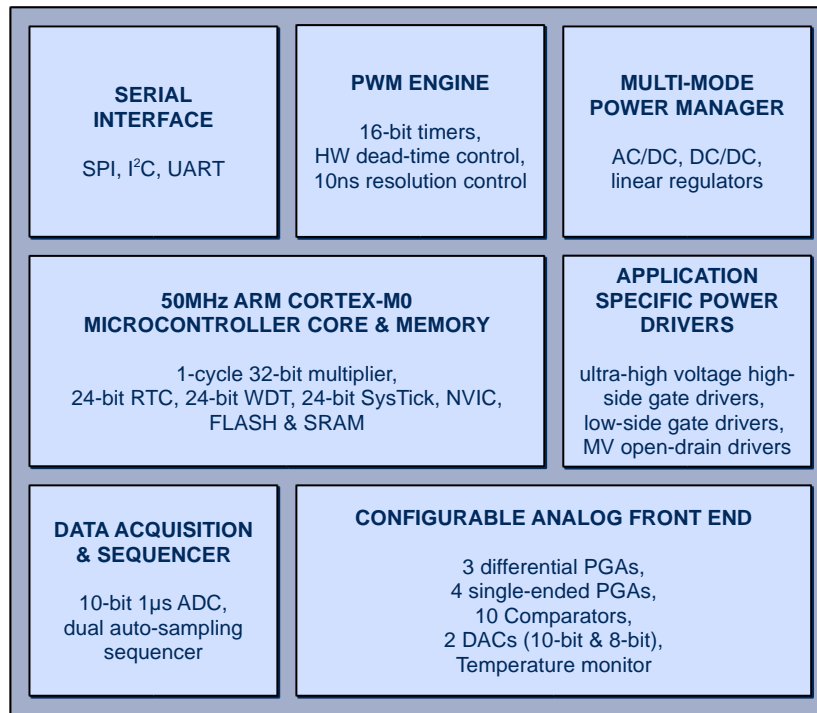 SERIAL
INTERFACE
SPI, I²C, UART
PWM ENGINE
16-bit timers,
HW dead-time control,
10ns resolution control
MULTI-MODE
POWER MANAGER
AC/DC, DC/DC,
linear regulators
50MHz ARM CORTEX-M0
MICROCONTROLLER CORE & MEMORY
1-cycle 32-bit multiplier,
24-bit RTC, 24-bit WDT, 24-bit SysTick, NVIC,
FLASH & SRAM
APPLICATION
SPECIFIC POWER
DRIVERS
ultra-high voltage high-
side gate drivers,
low-side gate drivers,
MV open-drain drivers
DATA ACQUISITION
& SEQUENCER
10-bit 1µs ADC,
dual auto-sampling
sequencer
CONFIGURABLE ANALOG FRONT END
3 differential PGAs,
4 single-ended PGAs,
10 Comparators,
2 DACs (10-bit & 8-bit),
Temperature monitor